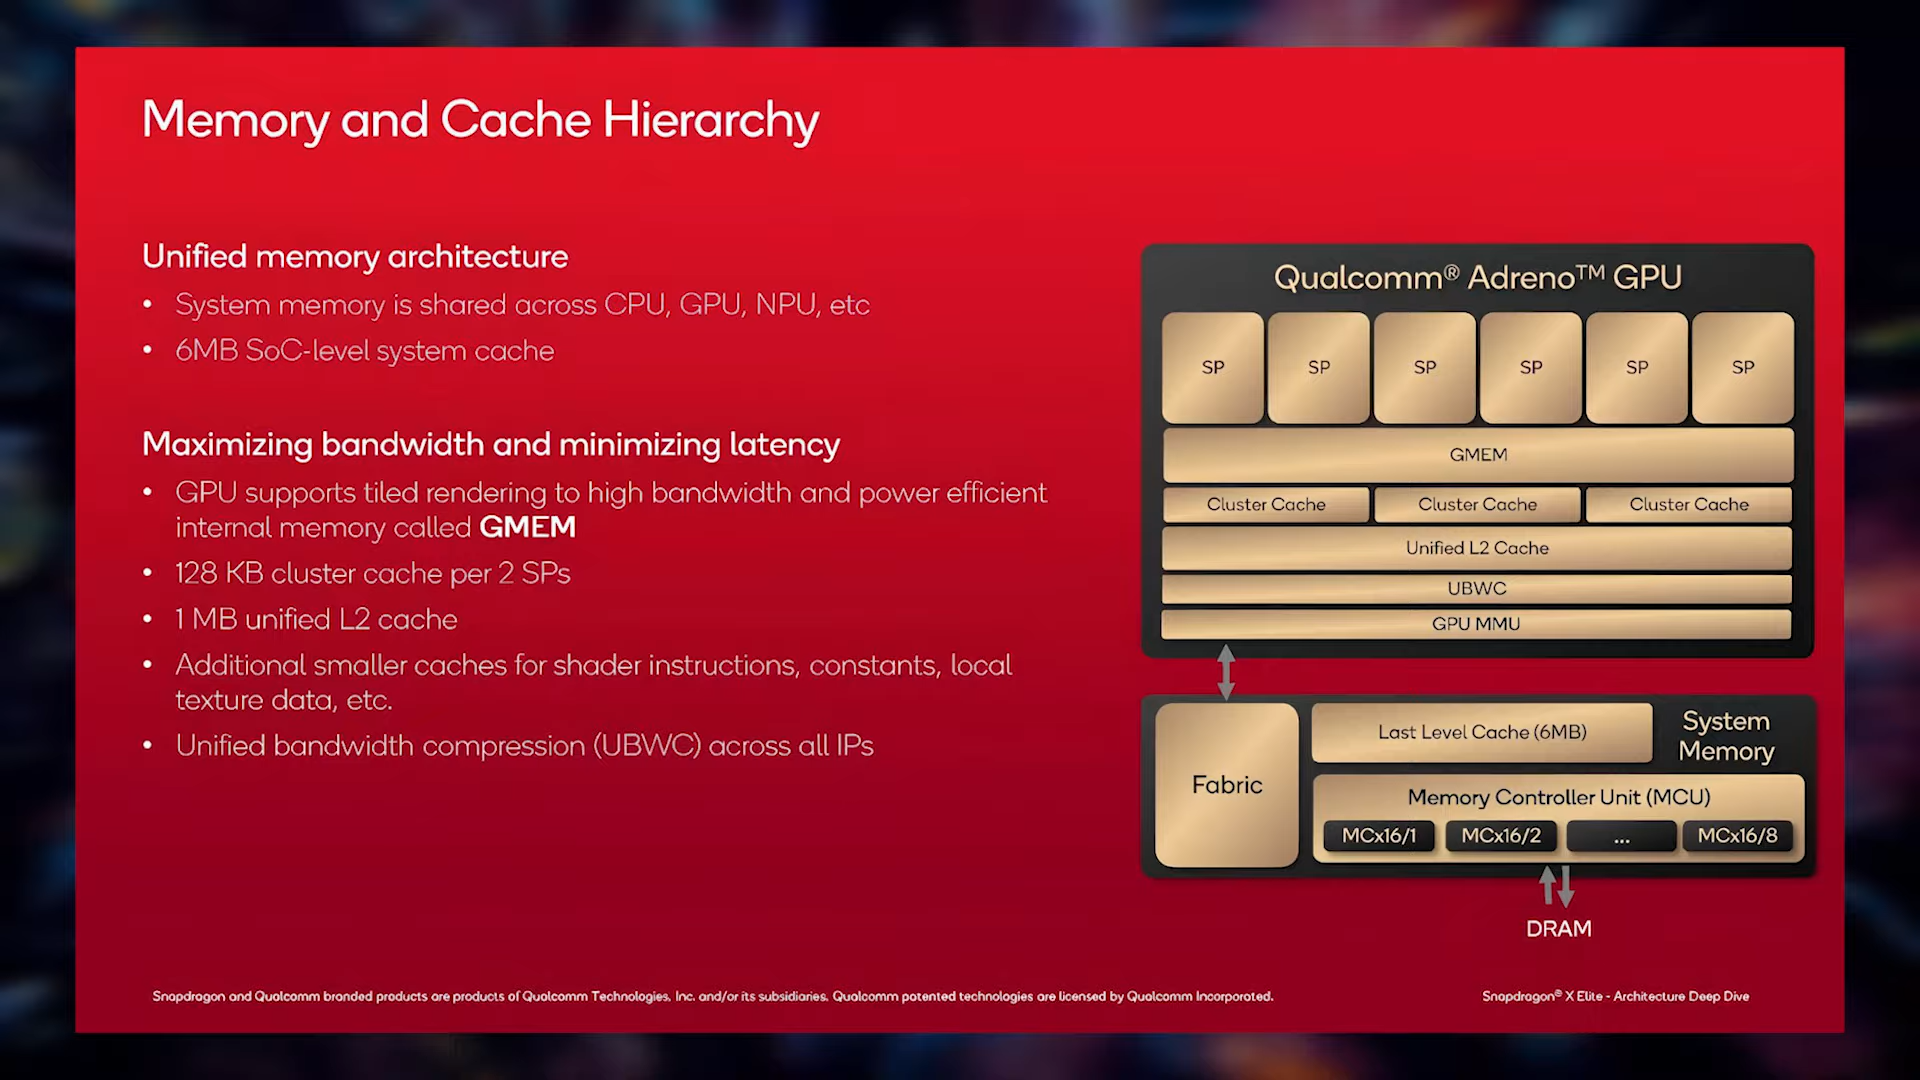 Memory and Cache Hierarchy
Unified memory architecture
• System memory is shared across CPU, GPU, NPU, etc
• 6MB SoC-level system cache
Maximizing bandwidth and minimizing latency
• GPU supports tiled rendering to high bandwidth and power efficient
internal memory called GMEM
• 128 KB cluster cache per 2 SPs
• 1 MB unified L2 cache
• Additional smaller caches for shader instructions, constants, local
texture data, etc.
• Unified bandwidth compression (UBWC) across all IPs
Qualcomm® Adreno™ GPU
SP SP SP SP SP SP
GMEM
Cluster Cache Cluster Cache Cluster Cache
Unified L2 Cache
UBWC
GPU MMU
Fabric
Last Level Cache (6MB)
System
Memory
Memory Controller Unit (MCU)
MCx16/1 MCx16/2 ... MCx16/8
DRAM
Snapdragon and Qualcomm branded products are products of Qualcomm Technologies, Inc. and/or its subsidiaries. Qualcomm patented technologies are licensed by Qualcomm Incorporated.
Snapdragon® X Elite - Architecture Deep Dive